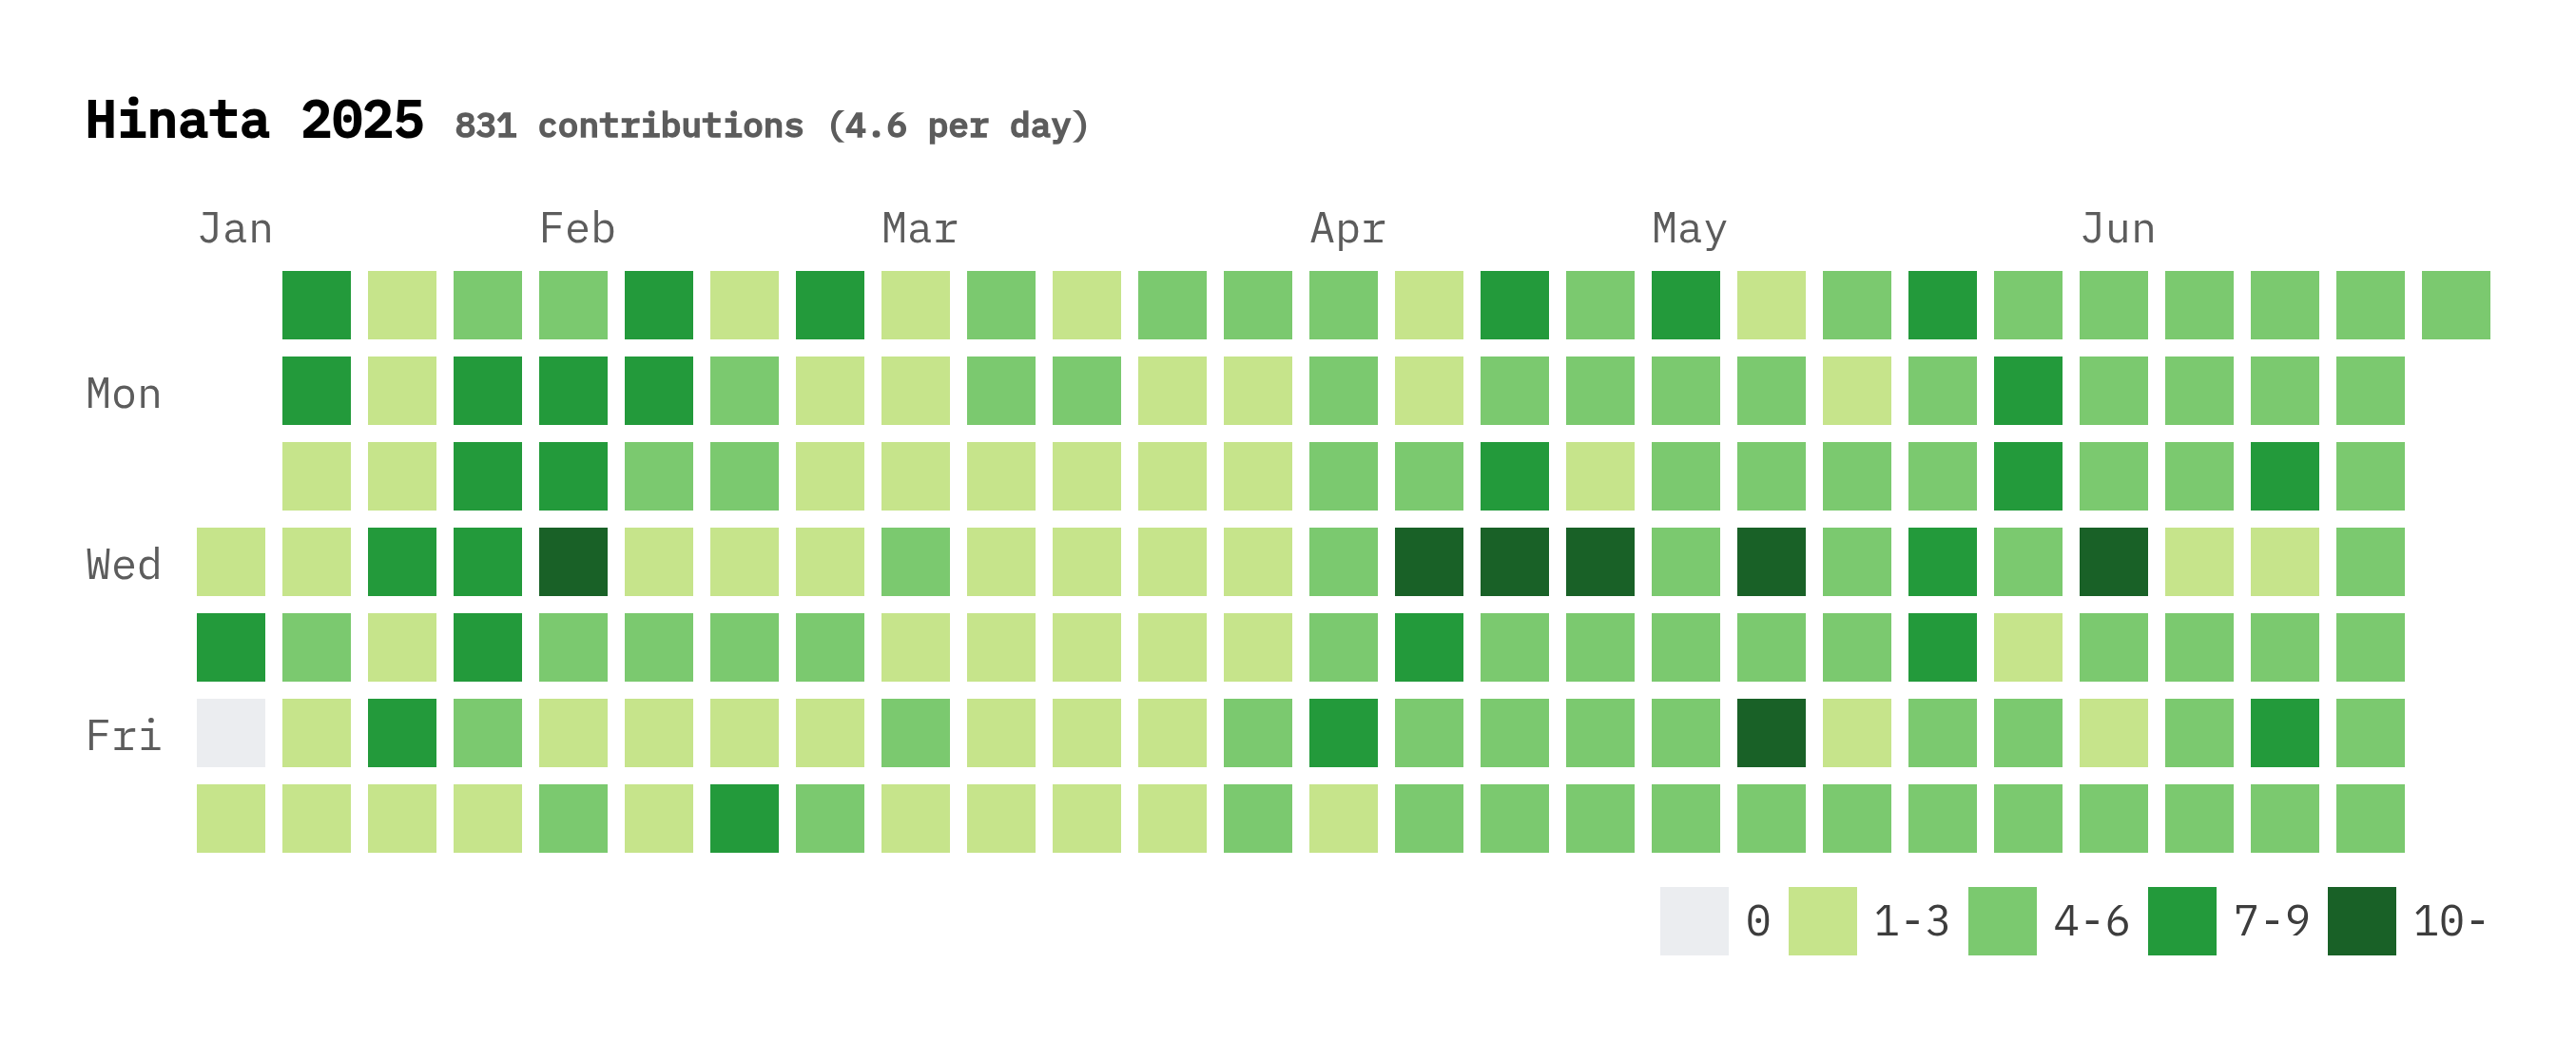 Hinata 2025 831 contributions (4.6 per day)
Jan Feb Mar Apr May Jun
Mon
Wed
Fri
0 1-3 4-6 7-9 10-